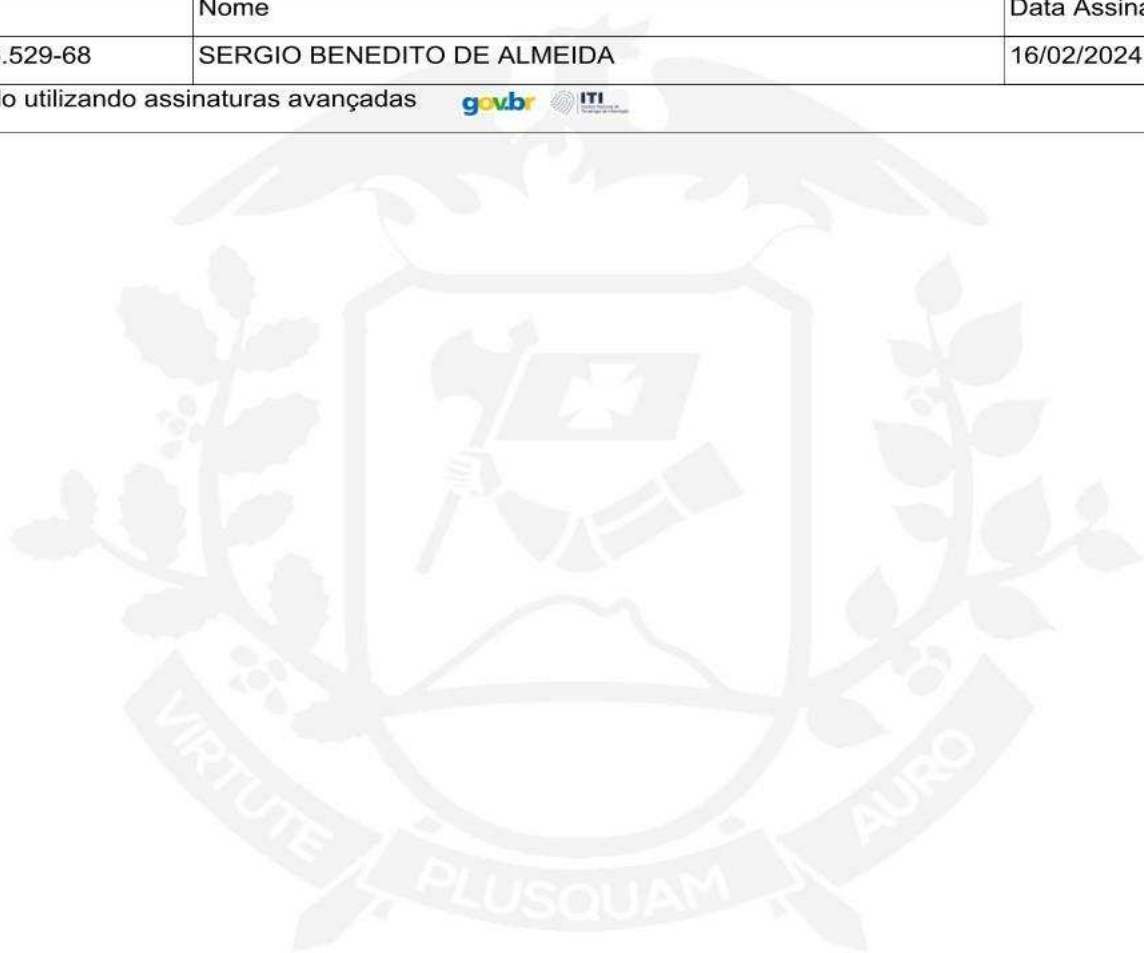 Nome Data Assina
.529-68 SERGIO BENEDITO DE ALMEIDA 16/02/2024
o utilizando assinaturas avançadas gov.br ITI
VIRTUTE PLUSQUAM AURO